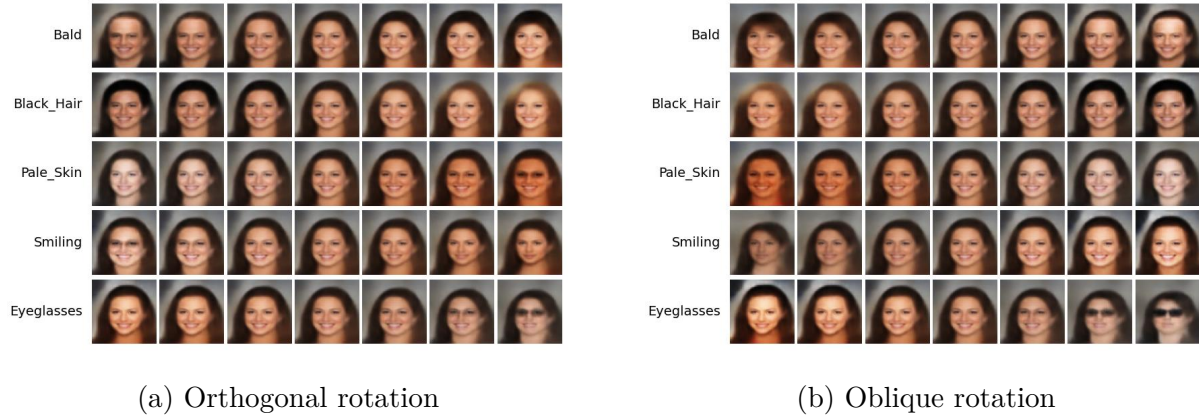 Bald
Black_Hair
Pale_Skin
Smiling
Eyeglasses
(a) Orthogonal rotation
Bald
Black_Hair
Pale_Skin
Smiling
Eyeglasses
(b) Oblique rotation